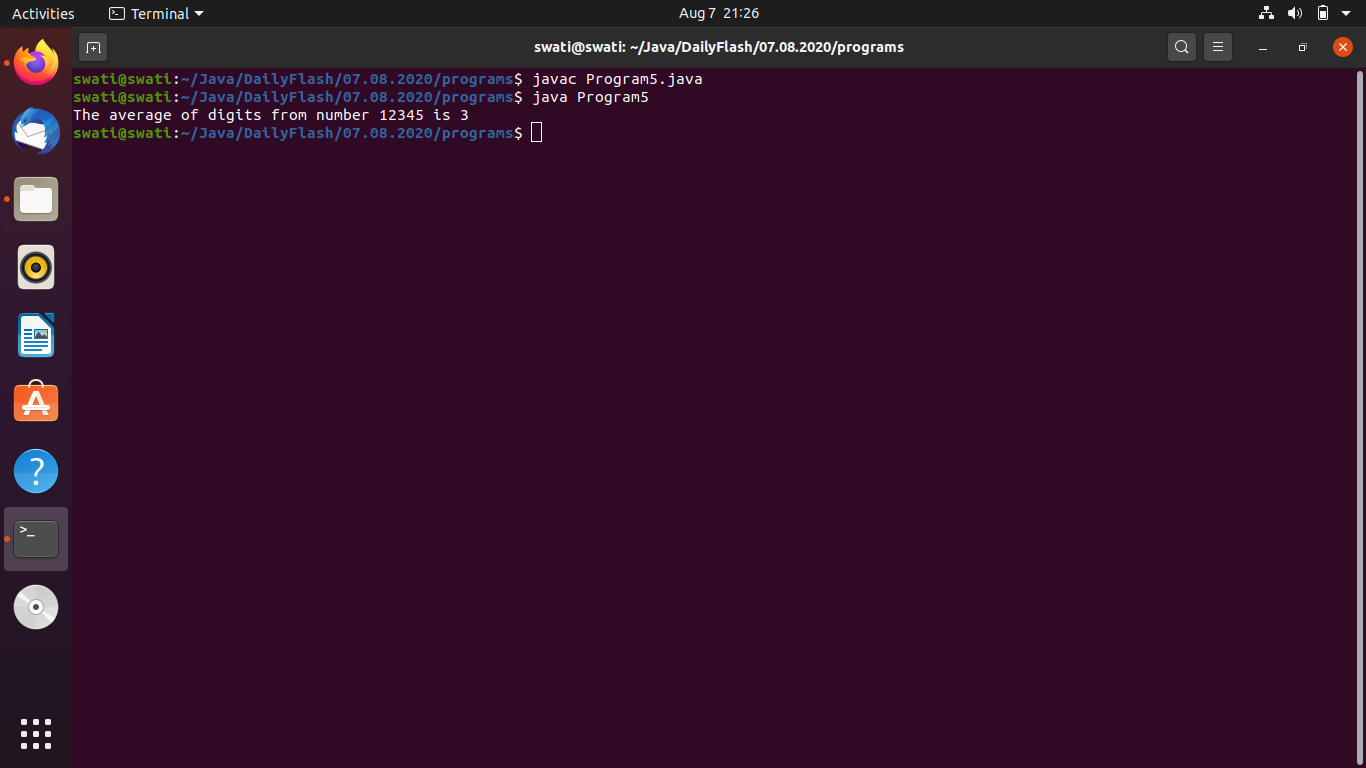 Activities Terminal Aug 7 21:26
swati@swati: ~/Java/DailyFlash/07.08.2020/programs
swati@swati:~/Java/DailyFlash/07.08.2020/programs$ javac Program5.java
swati@swati:~/Java/DailyFlash/07.08.2020/programs$ java Program5
The average of digits from number 12345 is 3
swati@swati:~/Java/DailyFlash/07.08.2020/programs$